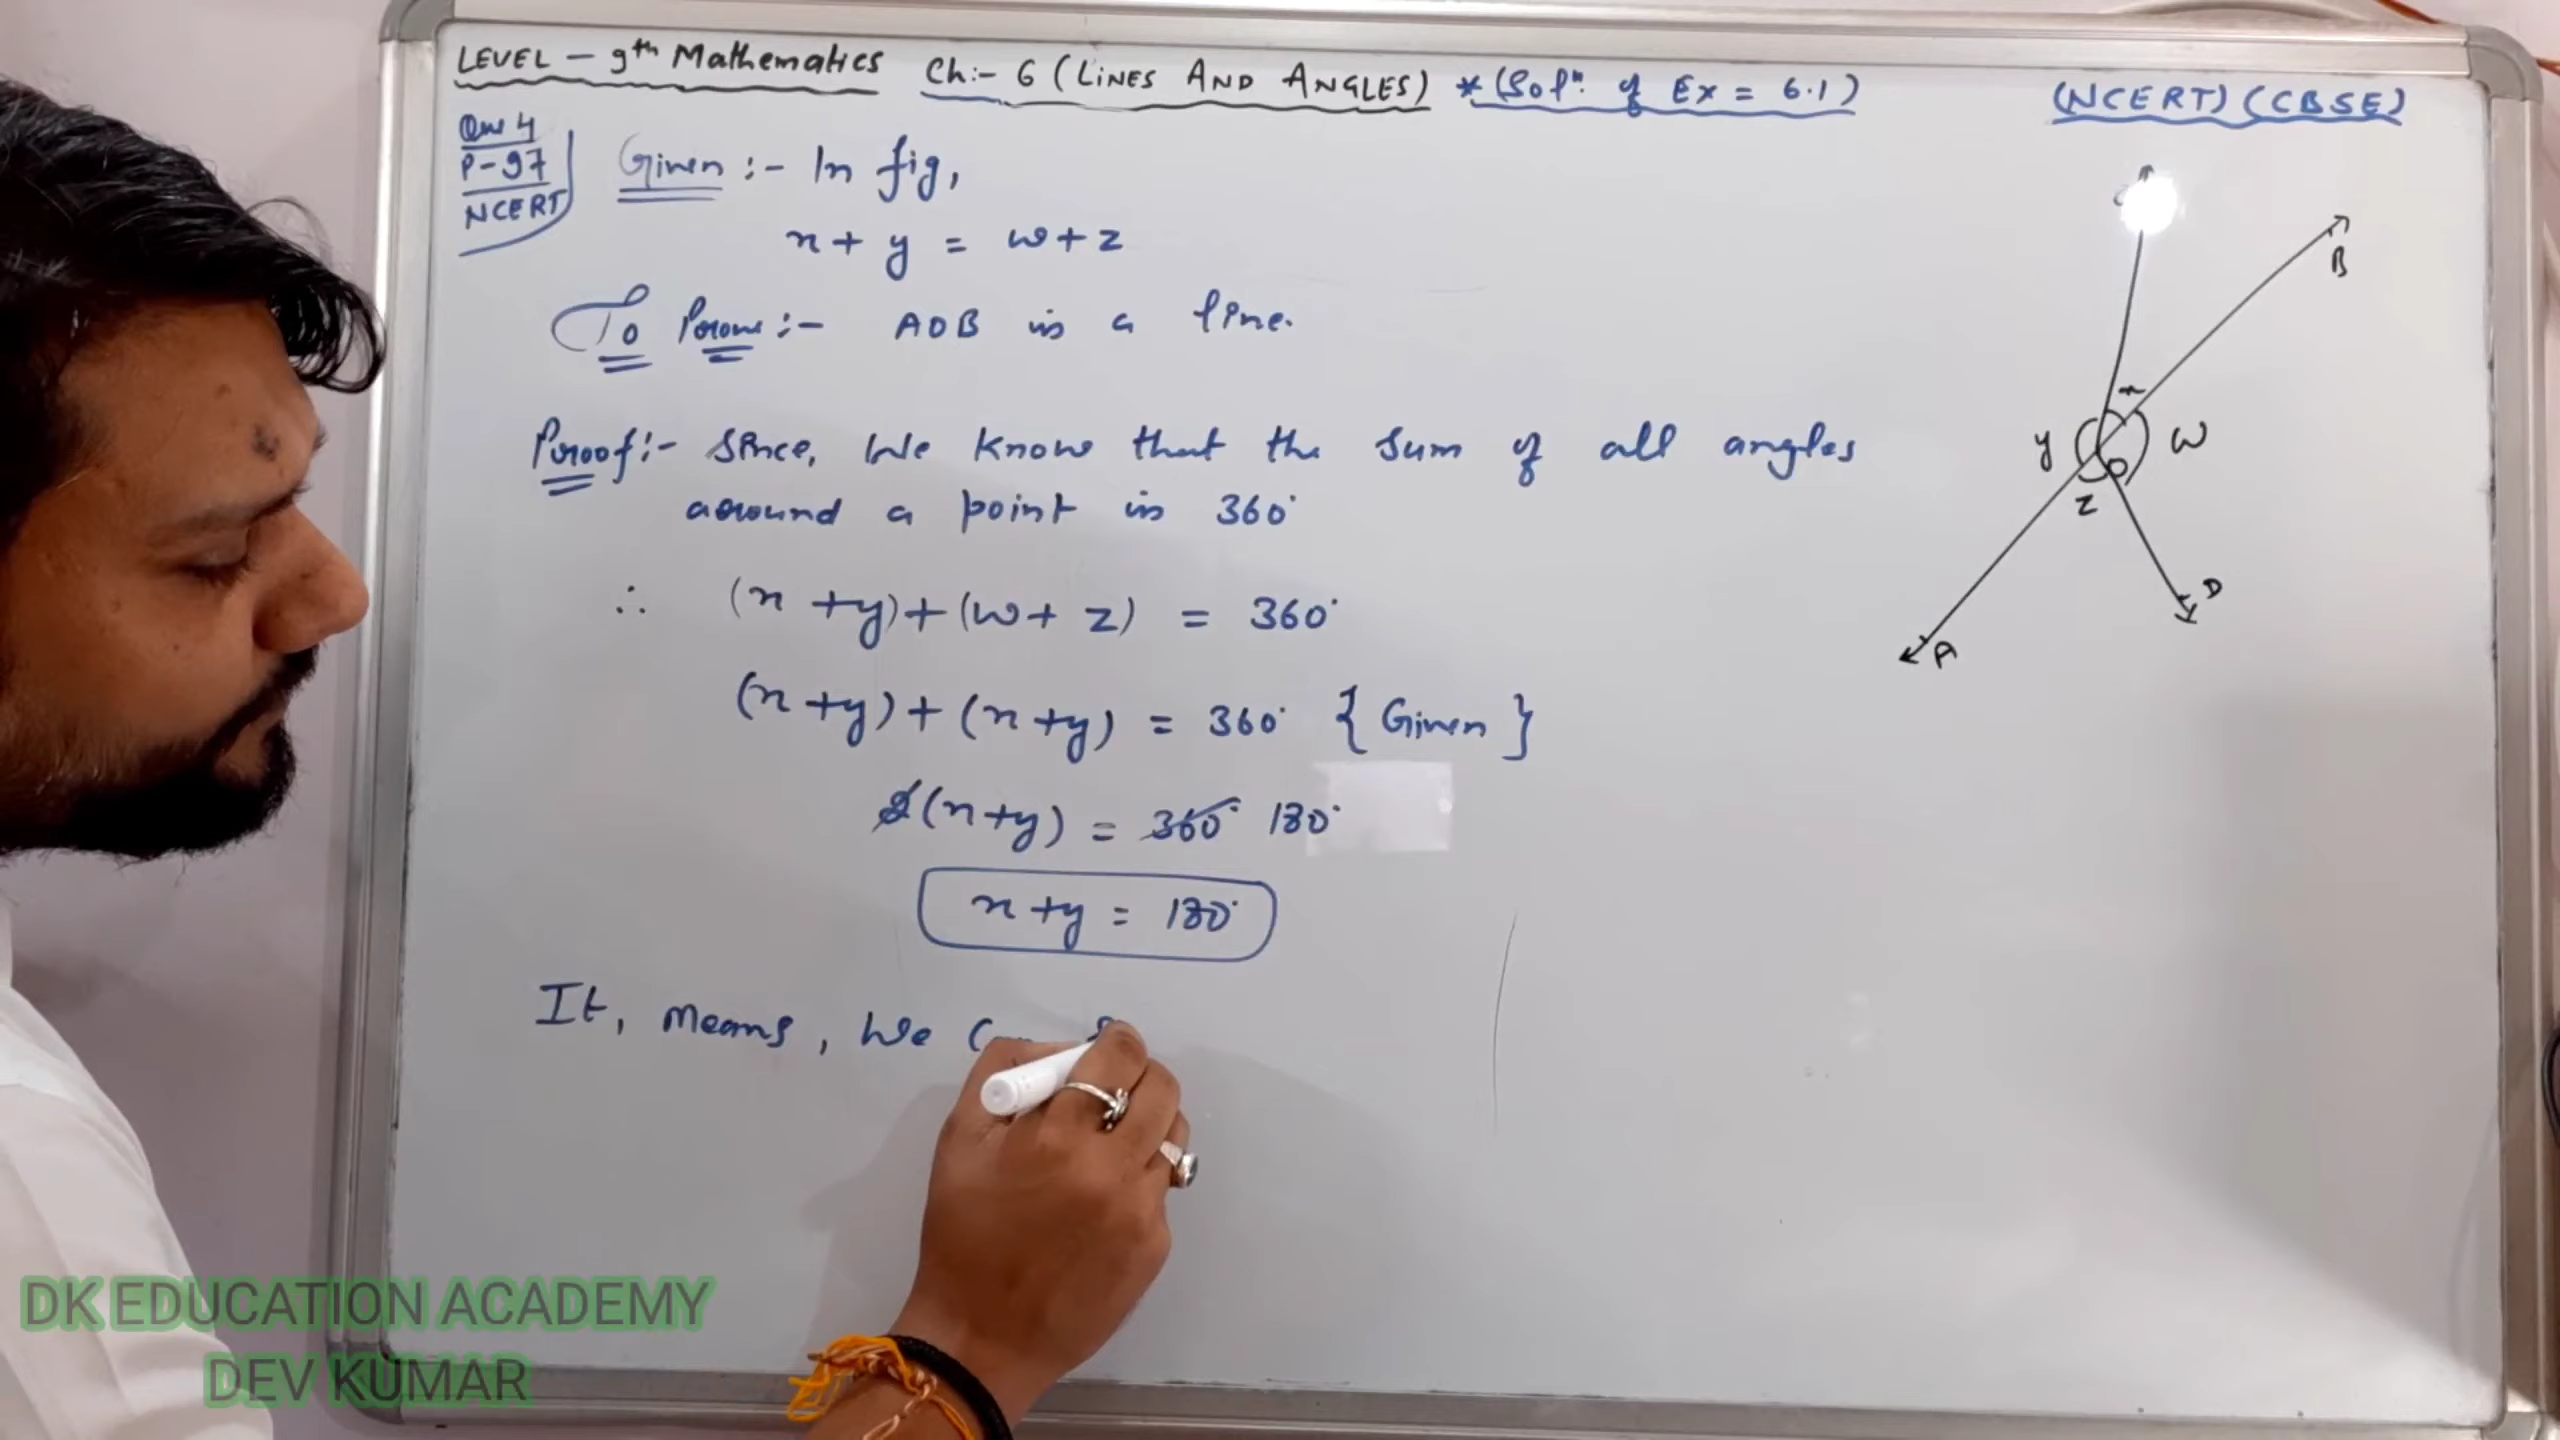 LEVEL - 9th Mathematics Ch:- 6 (LINES AND ANGLES) * (Solⁿ: of Ex = 6.1) (NCERT) (CBSE)
Que 4
P-97
NCERT
Given :- In fig,
x + y = w + z
To Prove :- AOB is a line.
Proof :- Since, We know that the sum of all angles
around a point is 360°
∴ (x + y) + (w + z) = 360°
(x + y) + (x + y) = 360° { Given }
2(x + y) = 360° 180°
x + y = 180°
It, means, We
B
x
y
w
O
z
D
A
DK EDUCATION ACADEMY
DEV KUMAR